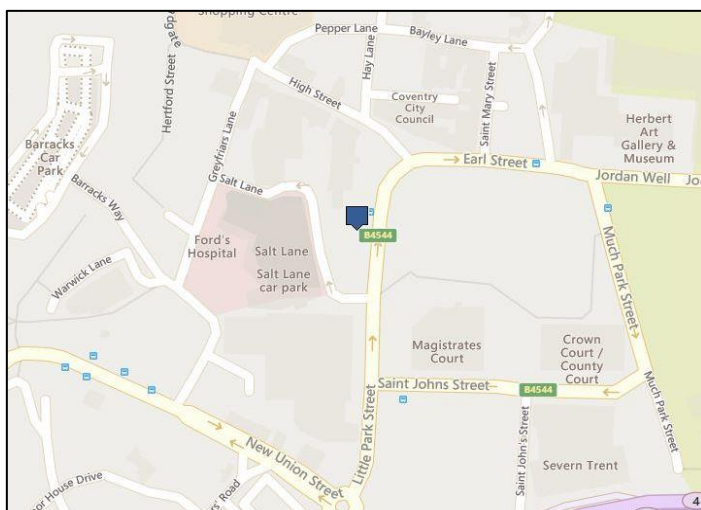 Shopping Centre
Pepper Lane
Bayley Lane
Hay Lane
Hertford Street
High Street
Coventry
City
Council
Saint Mary Street
Herbert
Art
Gallery &
Museum
Barracks
Car
Park
Greyfriars Lane
Earl Street
Jordan Well
Salt Lane
Barracks Way
B4544
Ford's
Hospital
Salt Lane
Salt Lane
car park
Much Park Street
Warwick Lane
Magistrates
Court
Crown
Court /
County
Court
Saint Johns Street
B4544
Little Park Street
Much Park Street
New Union Street
Saint John's Street
Severn Trent
House Drive
Road
4